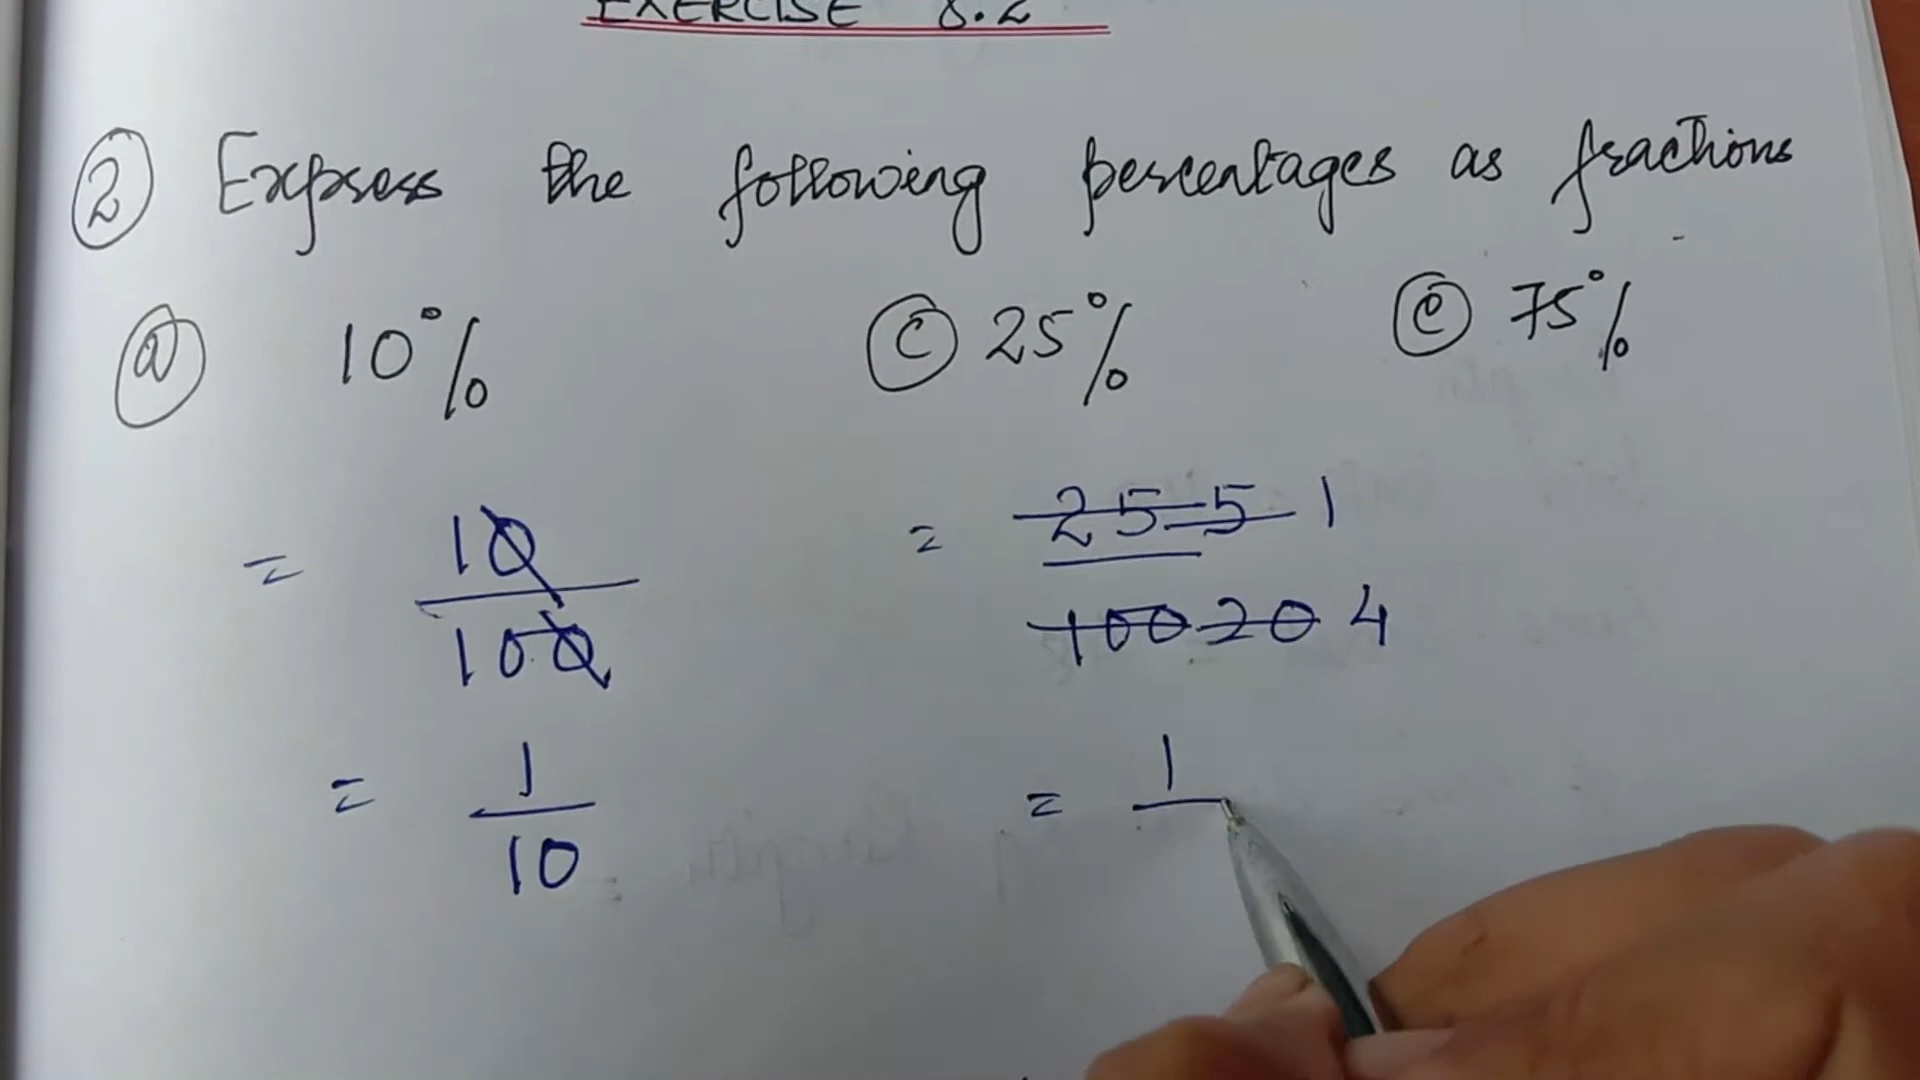 EXERCISE 8.2
2 Express the following percentages as fractions
a 10% c 25% e 75%
= 10 = 25 5 1
100 100 20 4
= 1 = 1
10